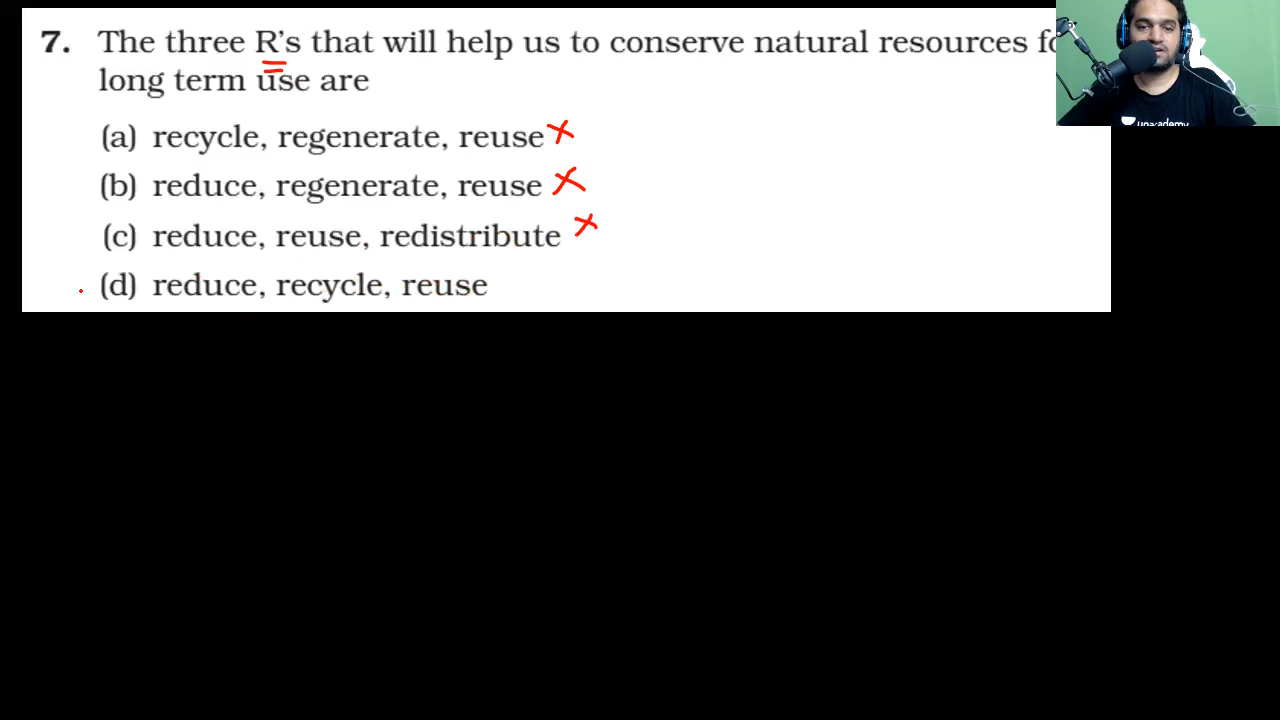 7. The three R's that will help us to conserve natural resources
long term use are
(a) recycle, regenerate, reuse
(b) reduce, regenerate, reuse
(c) reduce, reuse, redistribute
(d) reduce, recycle, reuse
unacademy